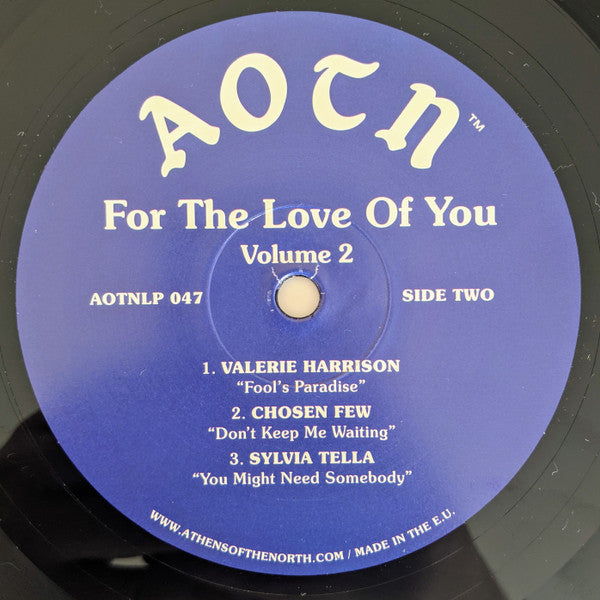 AOTN™
For The Love Of You
Volume 2
AOTNLP 047
SIDE TWO
1. VALERIE HARRISON
“Fool's Paradise”
2. CHOSEN FEW
“Don't Keep Me Waiting”
3. SYLVIA TELLA
“You Might Need Somebody”
WWW.ATHENSOFTHENORTH.COM / MADE IN THE E.U.